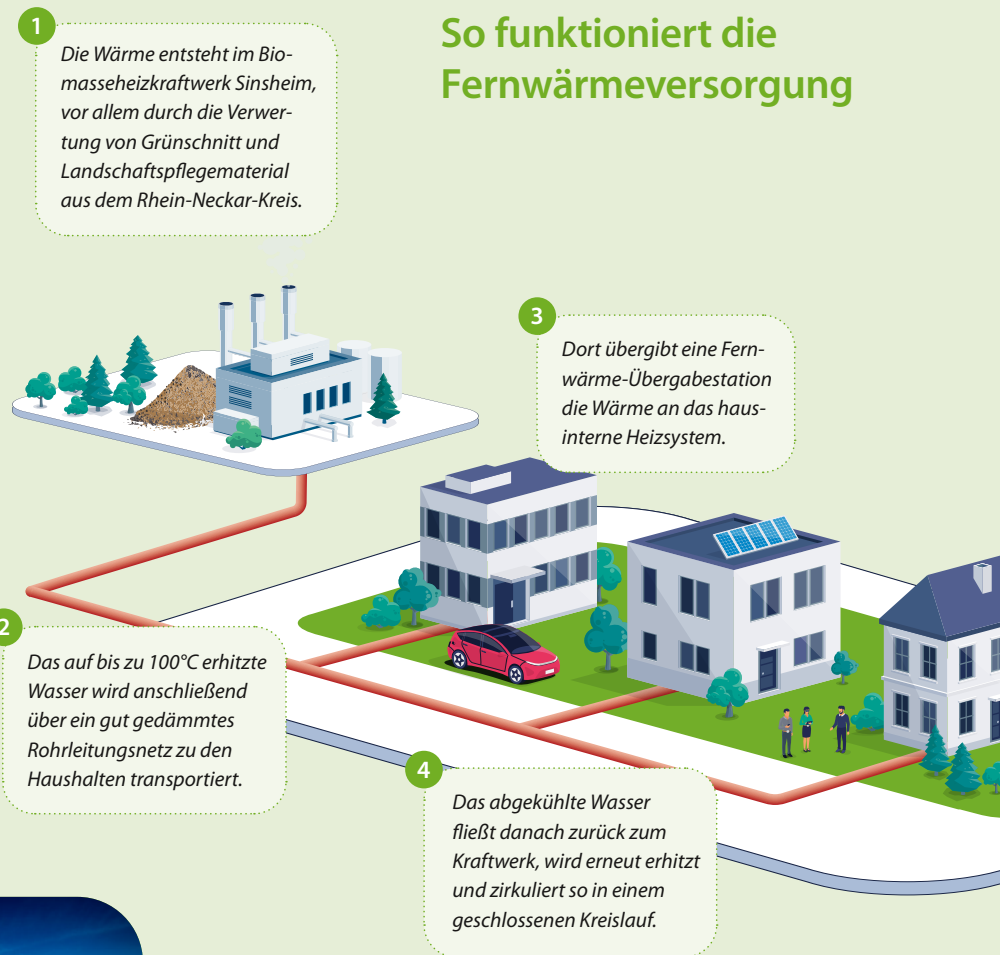 So funktioniert die
Fernwärmeversorgung
1
Die Wärme entsteht im Bio-
masseheizkraftwerk Sinsheim,
vor allem durch die Verwer-
tung von Grünschnitt und
Landschaftspflegematerial
aus dem Rhein-Neckar-Kreis.
2
Das auf bis zu 100°C erhitzte
Wasser wird anschließend
über ein gut gedämmtes
Rohrleitungsnetz zu den
Haushalten transportiert.
3
Dort übergibt eine Fern-
wärme-Übergabestation
die Wärme an das haus-
interne Heizsystem.
4
Das abgekühlte Wasser
fließt danach zurück zum
Kraftwerk, wird erneut erhitzt
und zirkuliert so in einem
geschlossenen Kreislauf.